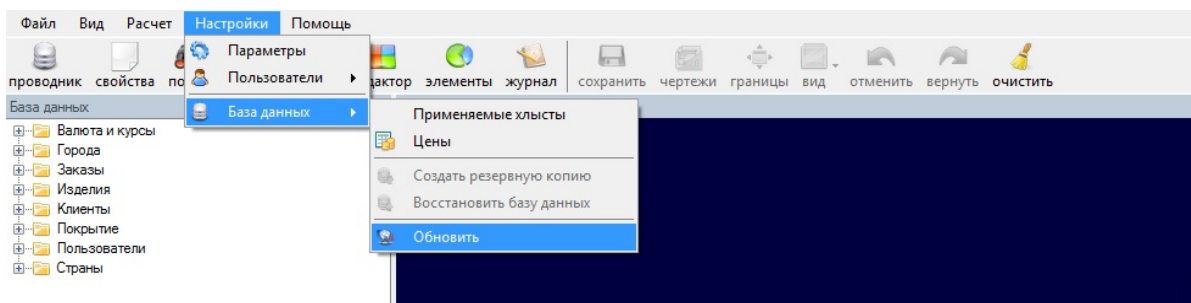 Файл Вид Расчет Настройки Помощь
Параметры
Пользователи
База данных
проводник свойства элементы журнал сохранить чертежи границы вид отменить вернуть очистить
База данных
Валюта и курсы
Города
Заказы
Изделия
Клиенты
Покрытие
Пользователи
Страны
Применяемые хлысты
Цены
Создать резервную копию
Восстановить базу данных
Обновить